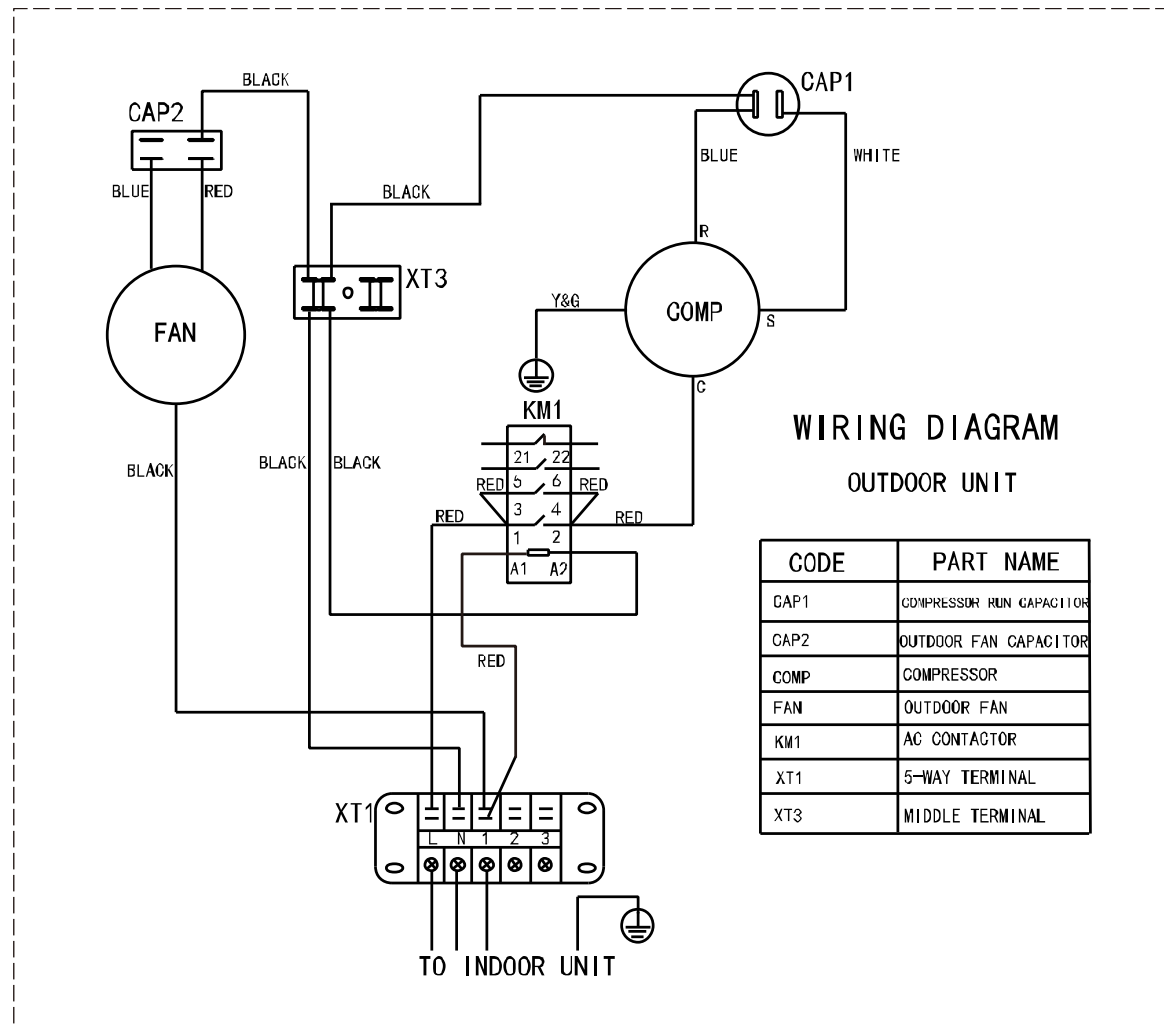 BLACK
CAP2
CAP1
BLUE
WHITE
BLUE RED
BLACK
R
XT3
Y&G
FAN
COMP
S
C
KM1
WIRING DIAGRAM
OUTDOOR UNIT
BLACK
BLACK BLACK
21 22
RED 5 6 RED
3 4
RED RED
1 2
A1 A2
RED
CODE PART NAME
CAP1 COMPRESSOR RUN CAPACITOR
CAP2 OUTDOOR FAN CAPACITOR
COMP COMPRESSOR
FAN OUTDOOR FAN
KM1 AC CONTACTOR
XT1 5-WAY TERMINAL
XT3 MIDDLE TERMINAL
XT1
L N 1 2 3
TO INDOOR UNIT